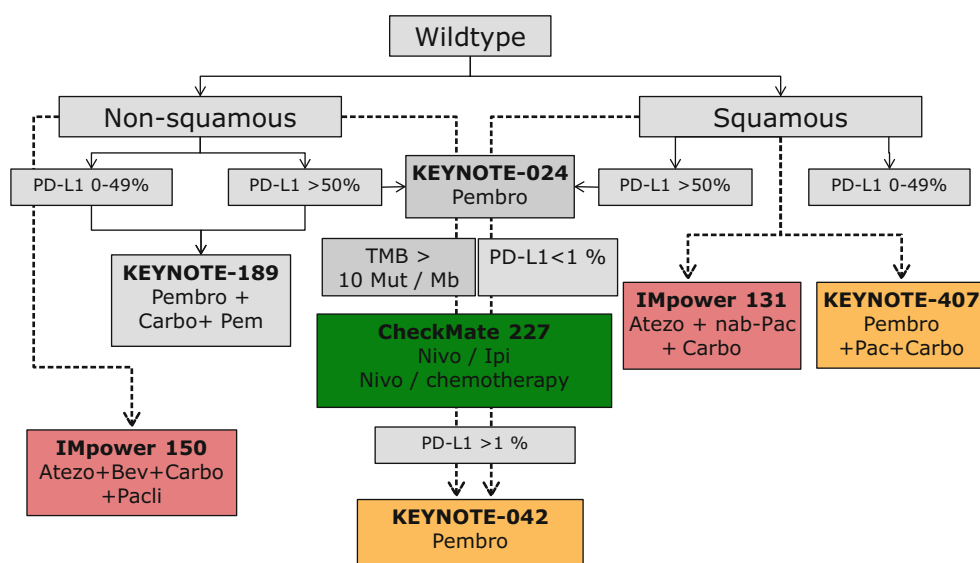 Wildtype
Non-squamous
Squamous
PD-L1 0-49%
PD-L1 >50%
KEYNOTE-024
Pembro
PD-L1 >50%
PD-L1 0-49%
TMB >
10 Mut / Mb
PD-L1<1 %
KEYNOTE-189
Pembro +
Carbo+ Pem
IMpower 131
Atezo + nab-Pac
+ Carbo
KEYNOTE-407
Pembro
+Pac+Carbo
CheckMate 227
Nivo / Ipi
Nivo / chemotherapy
PD-L1 >1 %
IMpower 150
Atezo+Bev+Carbo
+Pacli
KEYNOTE-042
Pembro